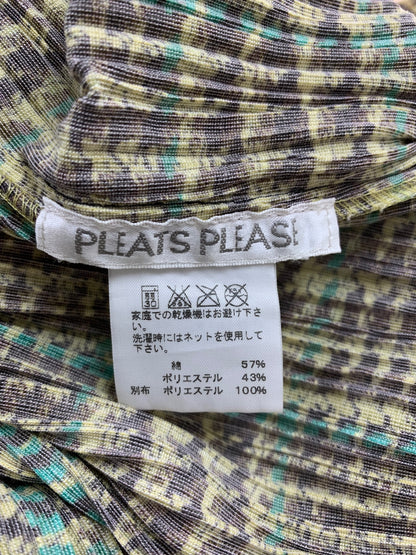 PLEATS PLEASE
30
家庭での乾燥機はお避け下
さい。
洗濯時にはネットを使用して
下さい。
綿 57%
ポリエステル 43%
別布 ポリエステル 100%